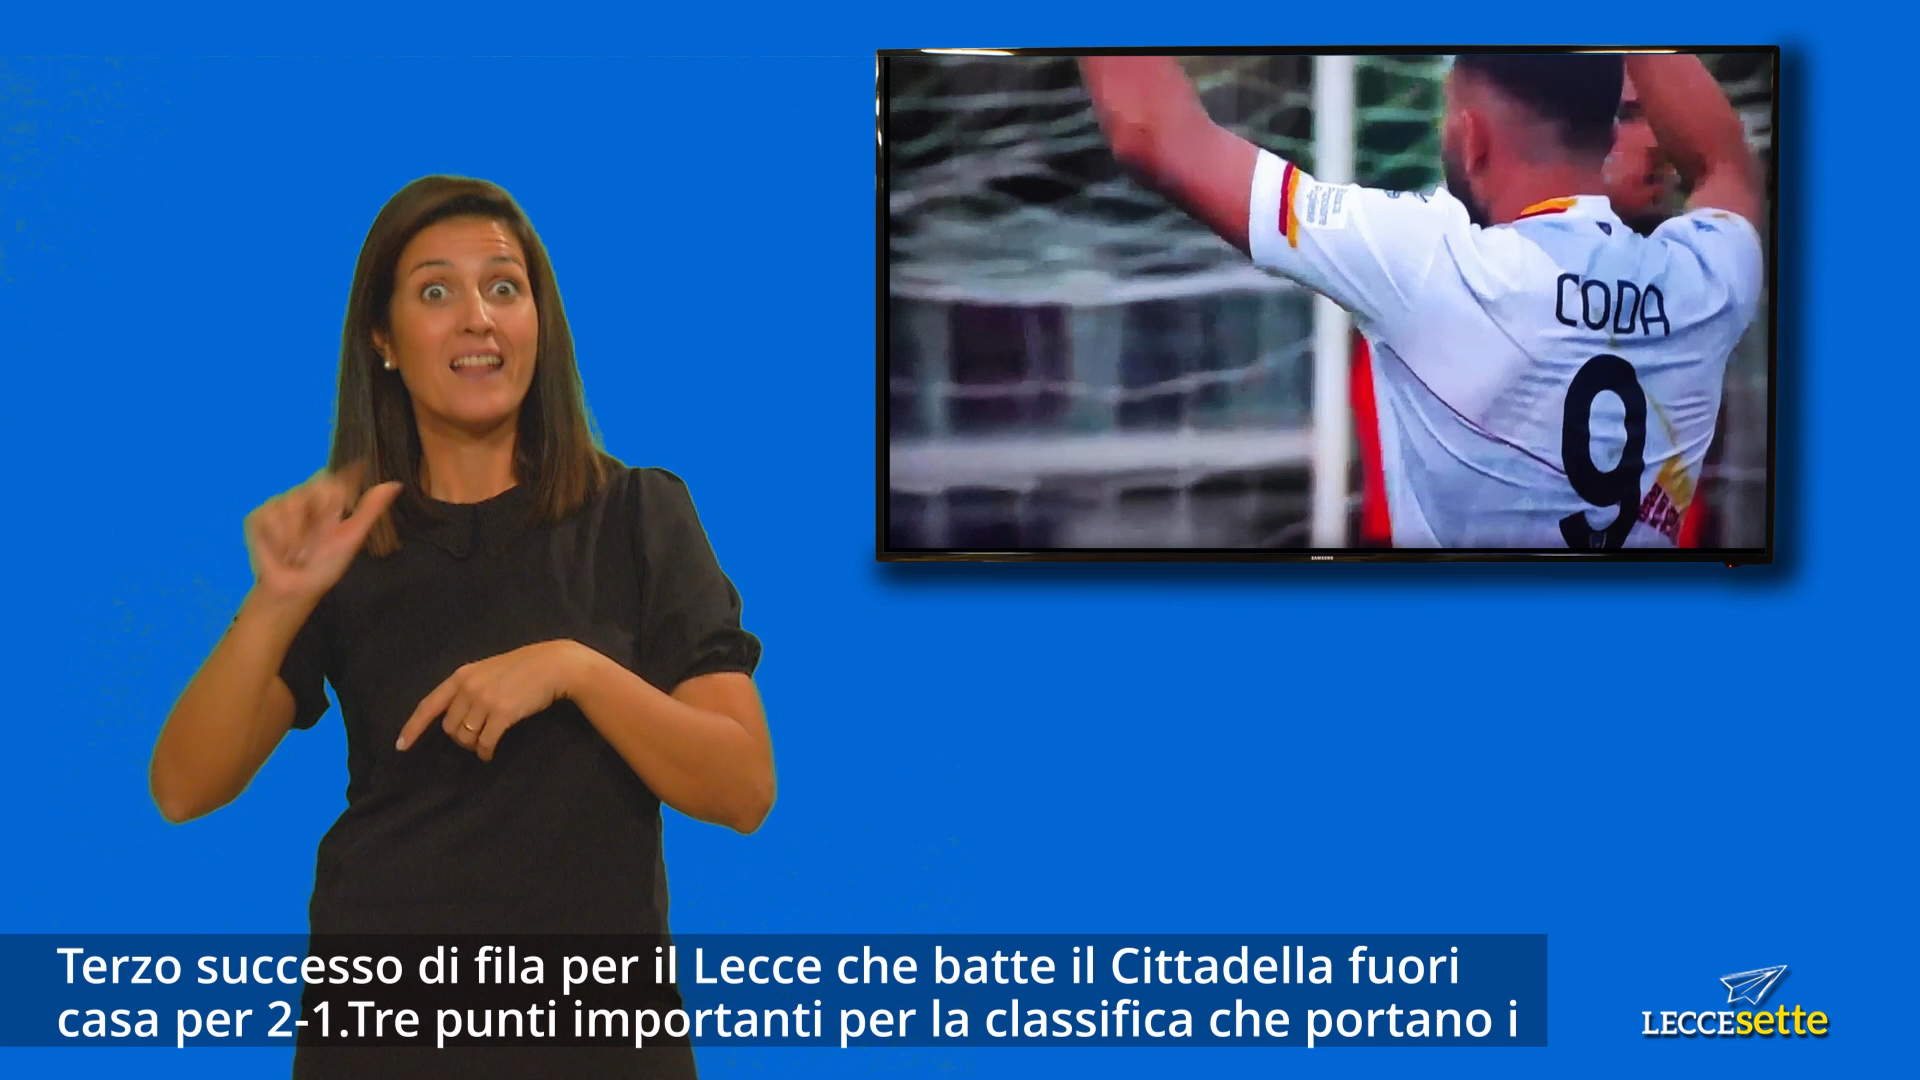 CODA
9
SAMSUNG
Terzo successo di fila per il Lecce che batte il Cittadella fuori
casa per 2-1.Tre punti importanti per la classifica che portano i
LECCEsette